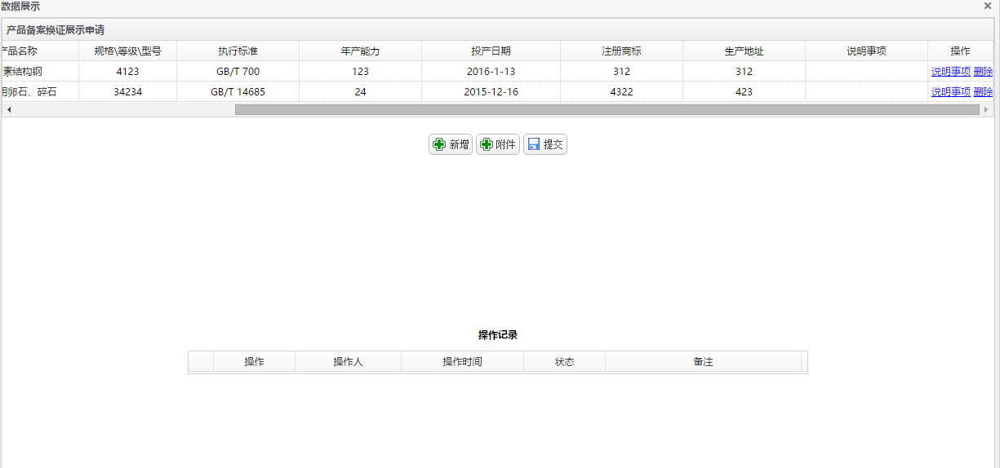 数据展示
产品备案换证展示申请
产品名称 规格\等级\型号 执行标准 年产能力 投产日期 注册商标 生产地址 说明事项 操作
素结构钢 4123 GB/T 700 123 2016-1-13 312 312 说明事项 删除
用卵石、碎石 34234 GB/T 14685 24 2015-12-16 4322 423 说明事项 删除
新增 附件 提交
操作记录
操作 操作人 操作时间 状态 备注